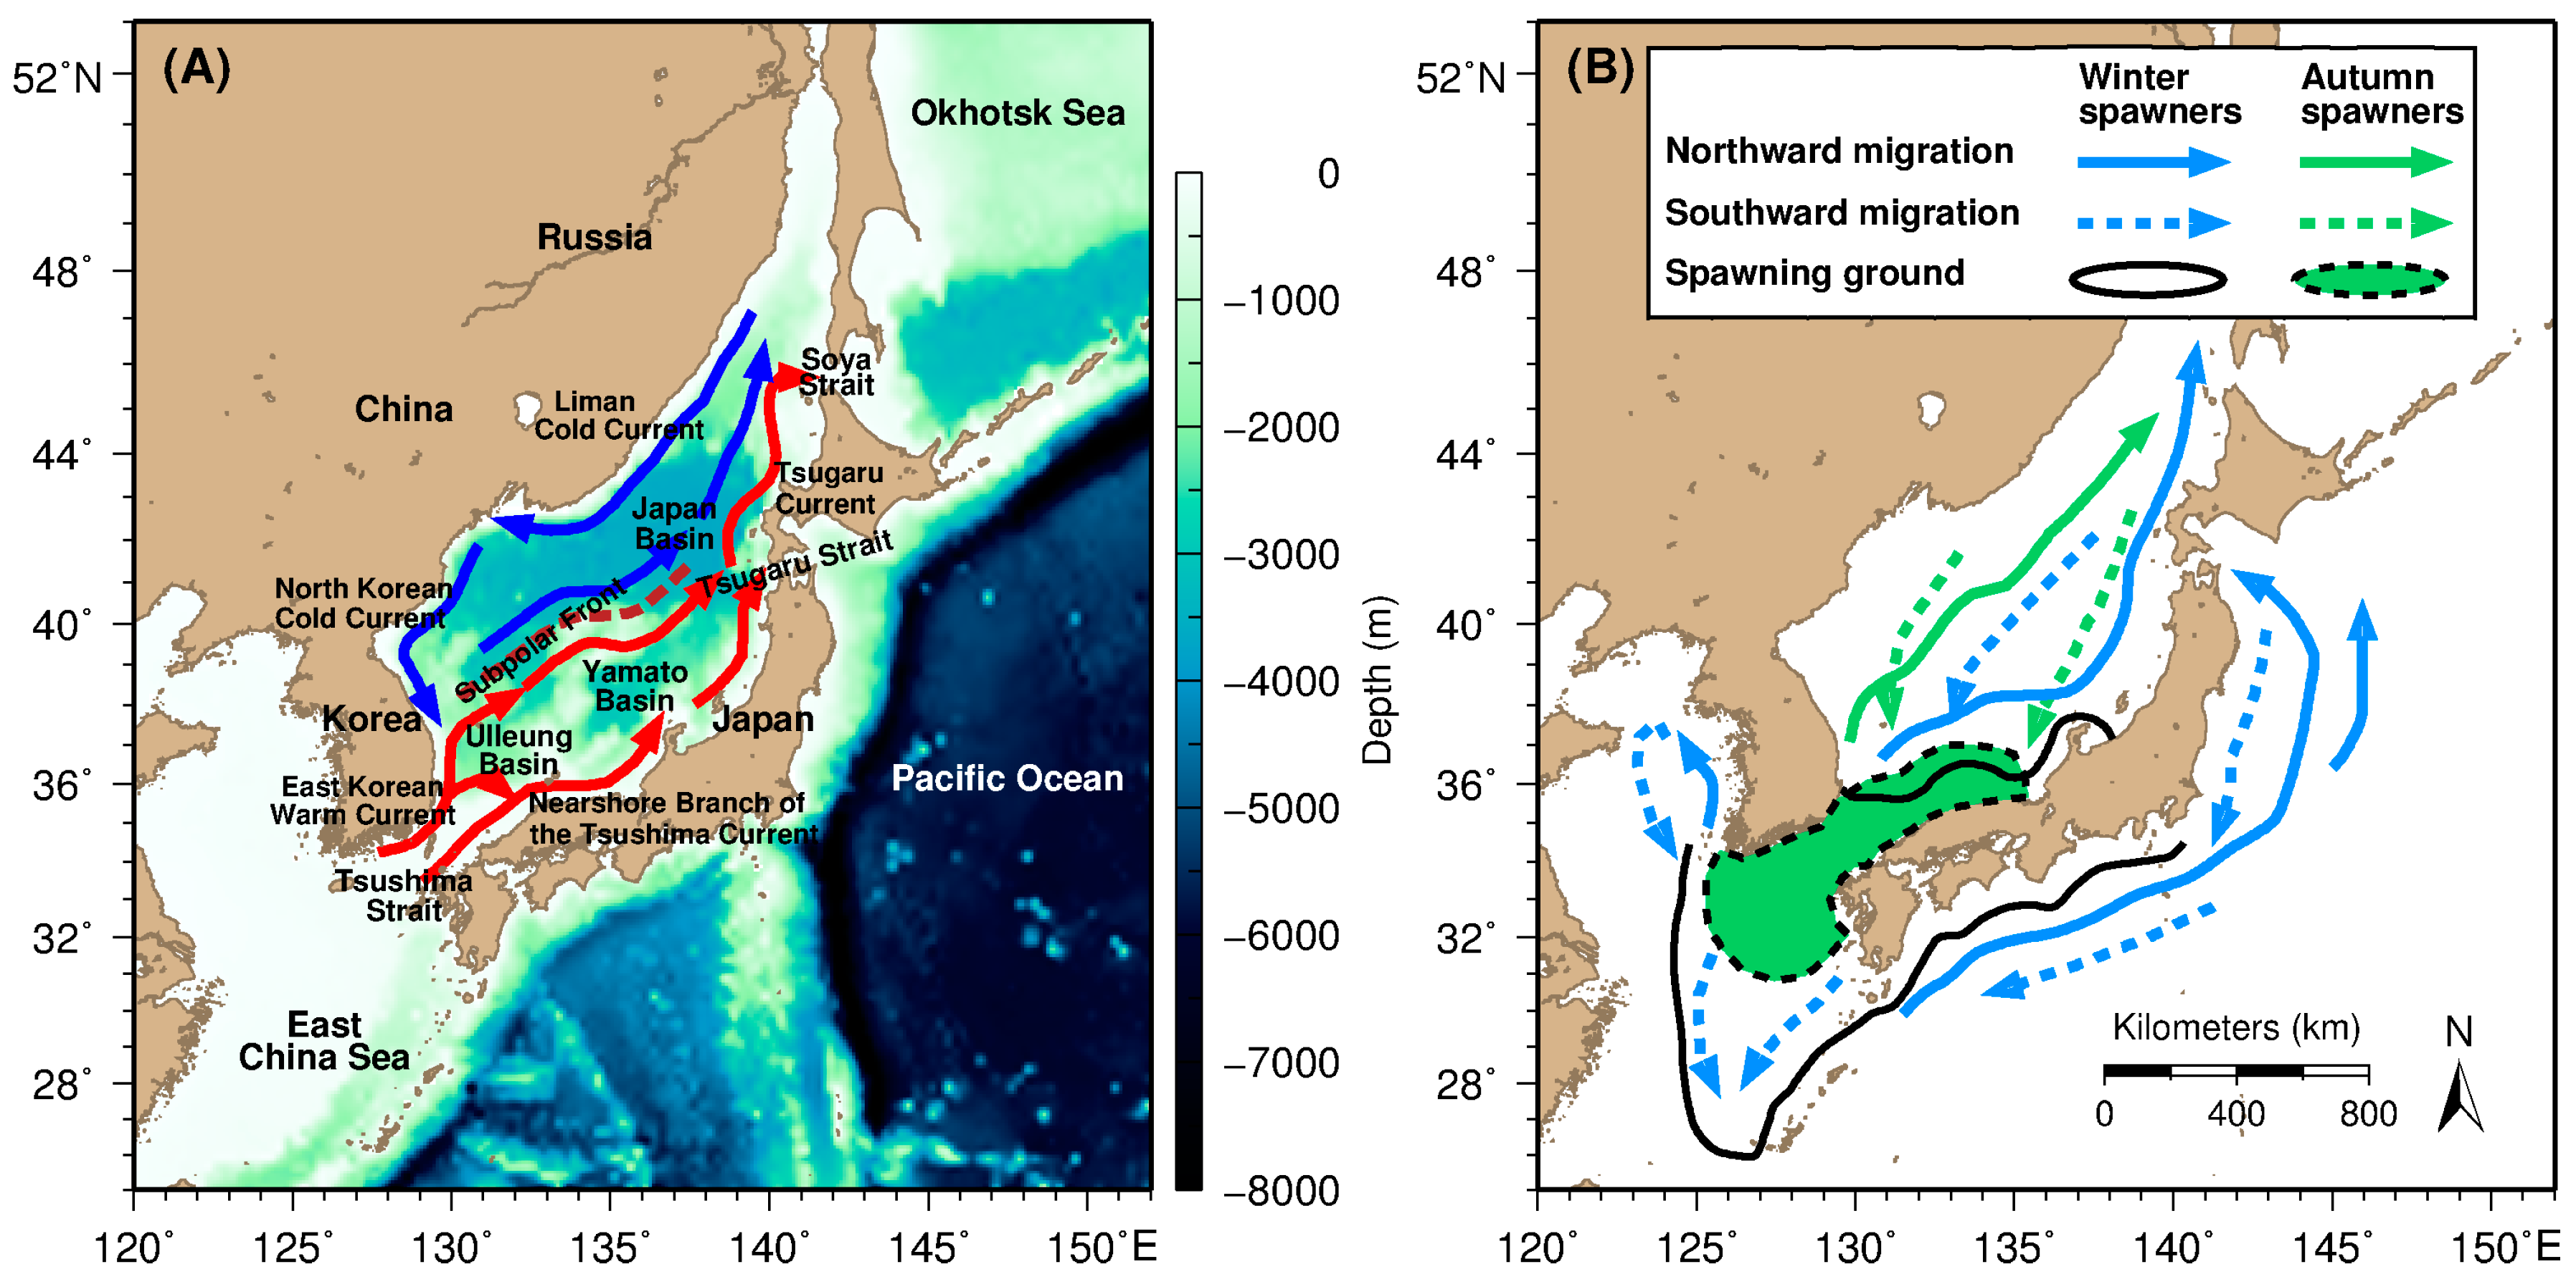 (A)
52°N
48°
44°
40°
36°
32°
28°
120°
125°
130°
135°
140°
145°
150°E
Okhotsk Sea
Russia
China
Soya
Strait
Liman
Cold Current
Tsugaru
Current
Japan
Basin
Tsugaru Strait
North Korean
Cold Current
Subpolar Front
Yamato
Basin
Korea
Japan
Ulleung
Basin
Pacific Ocean
East Korean
Warm Current
Nearshore Branch of
the Tsushima Current
Tsushima
Strait
East
China Sea
0
−1000
−2000
−3000
−4000
−5000
−6000
−7000
−8000
Depth (m)
(B)
Winter
spawners
Autumn
spawners
Northward migration
Southward migration
Spawning ground
52°N
48°
44°
40°
36°
32°
28°
Kilometers (km)
0
400
800
N
120°
125°
130°
135°
140°
145°
150°E